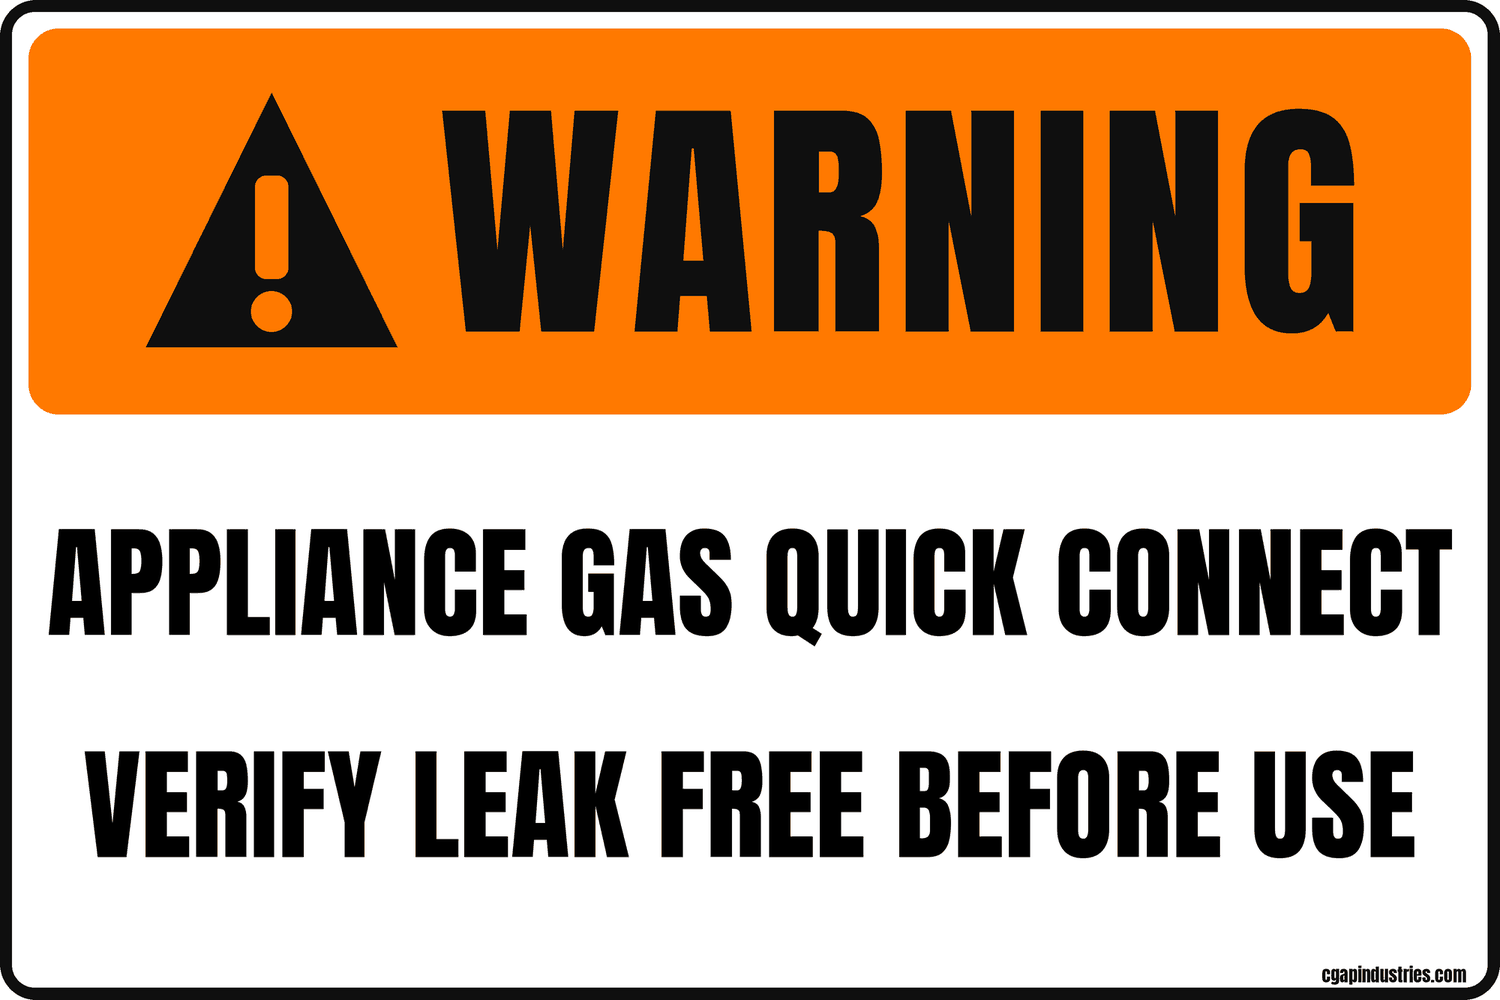 WARNING
APPLIANCE GAS QUICK CONNECT
VERIFY LEAK FREE BEFORE USE
cgapindustries.com